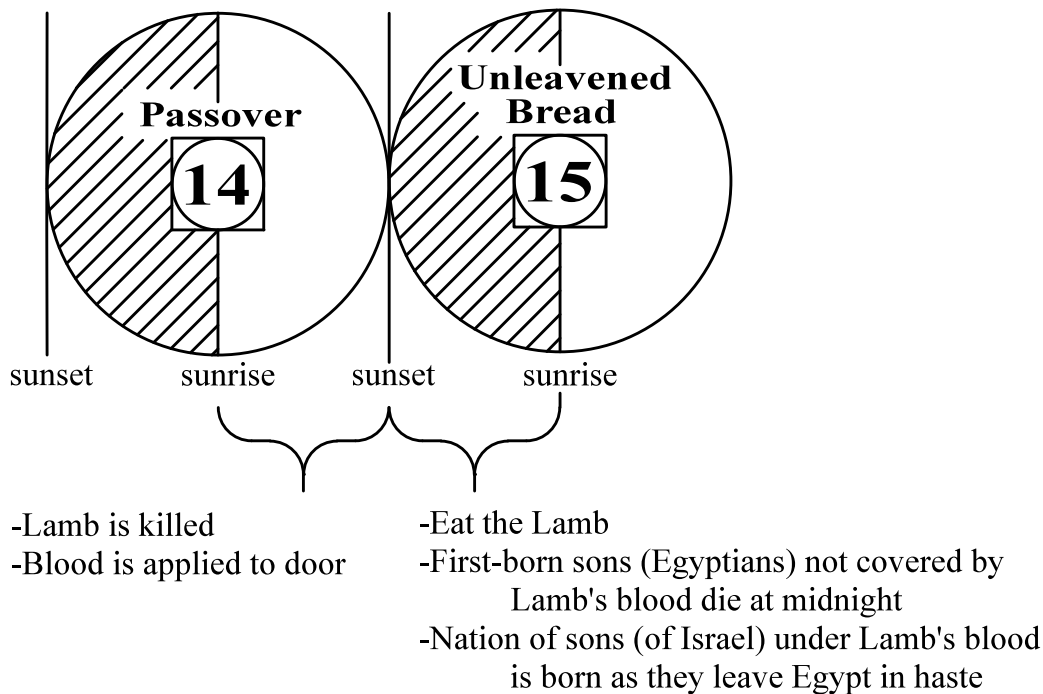 Passover
14
Unleavened
Bread
15
sunset
sunrise
sunset
sunrise
-Lamb is killed
-Blood is applied to door
-Eat the Lamb
-First-born sons (Egyptians) not covered by
Lamb's blood die at midnight
-Nation of sons (of Israel) under Lamb's blood
is born as they leave Egypt in haste